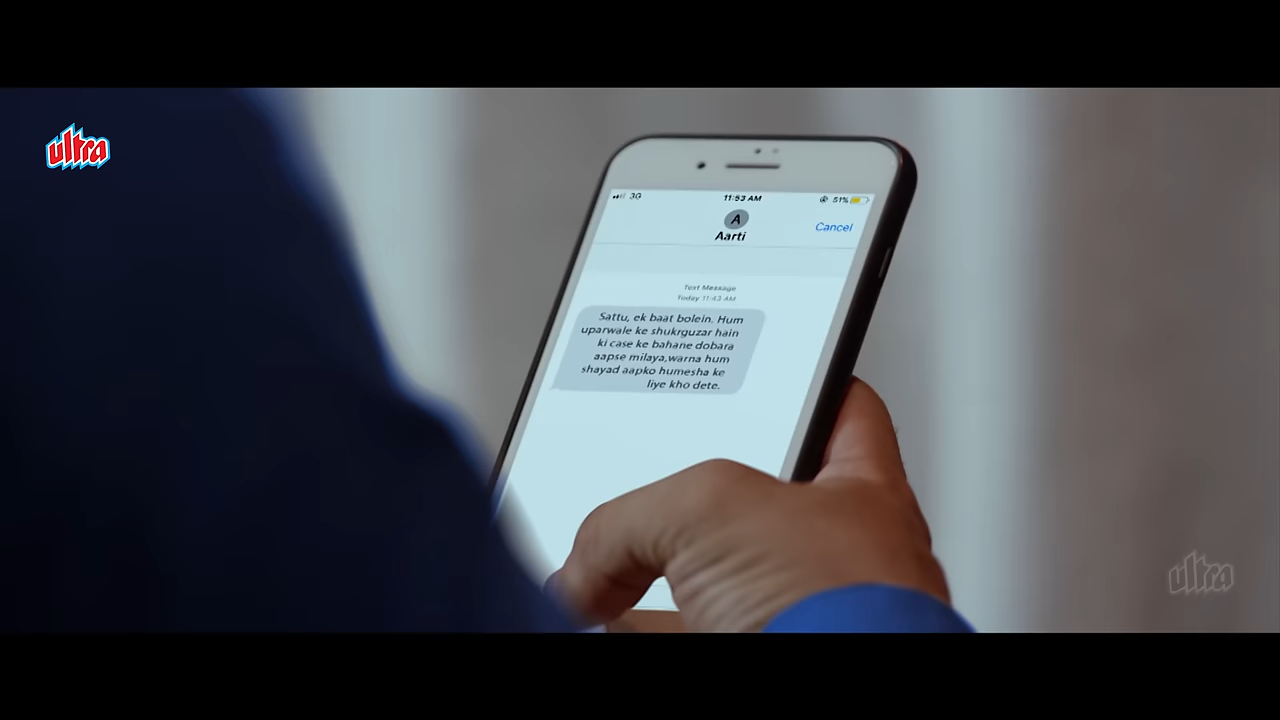 ultra
3G 11:53 AM 51%
A
Aarti
Cancel
Text Message
Today 11:43 AM
Sattu, ek baat bolein. Hum
uparwale ke shukrguzar hain
ki case ke bahane dobara
aapse milaya,warna hum
shayad aapko humesha ke
liye kho dete.
ultra